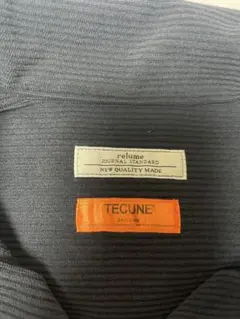 relume
JOURNAL STANDARD
NEW QUALITY MADE
TECUNE